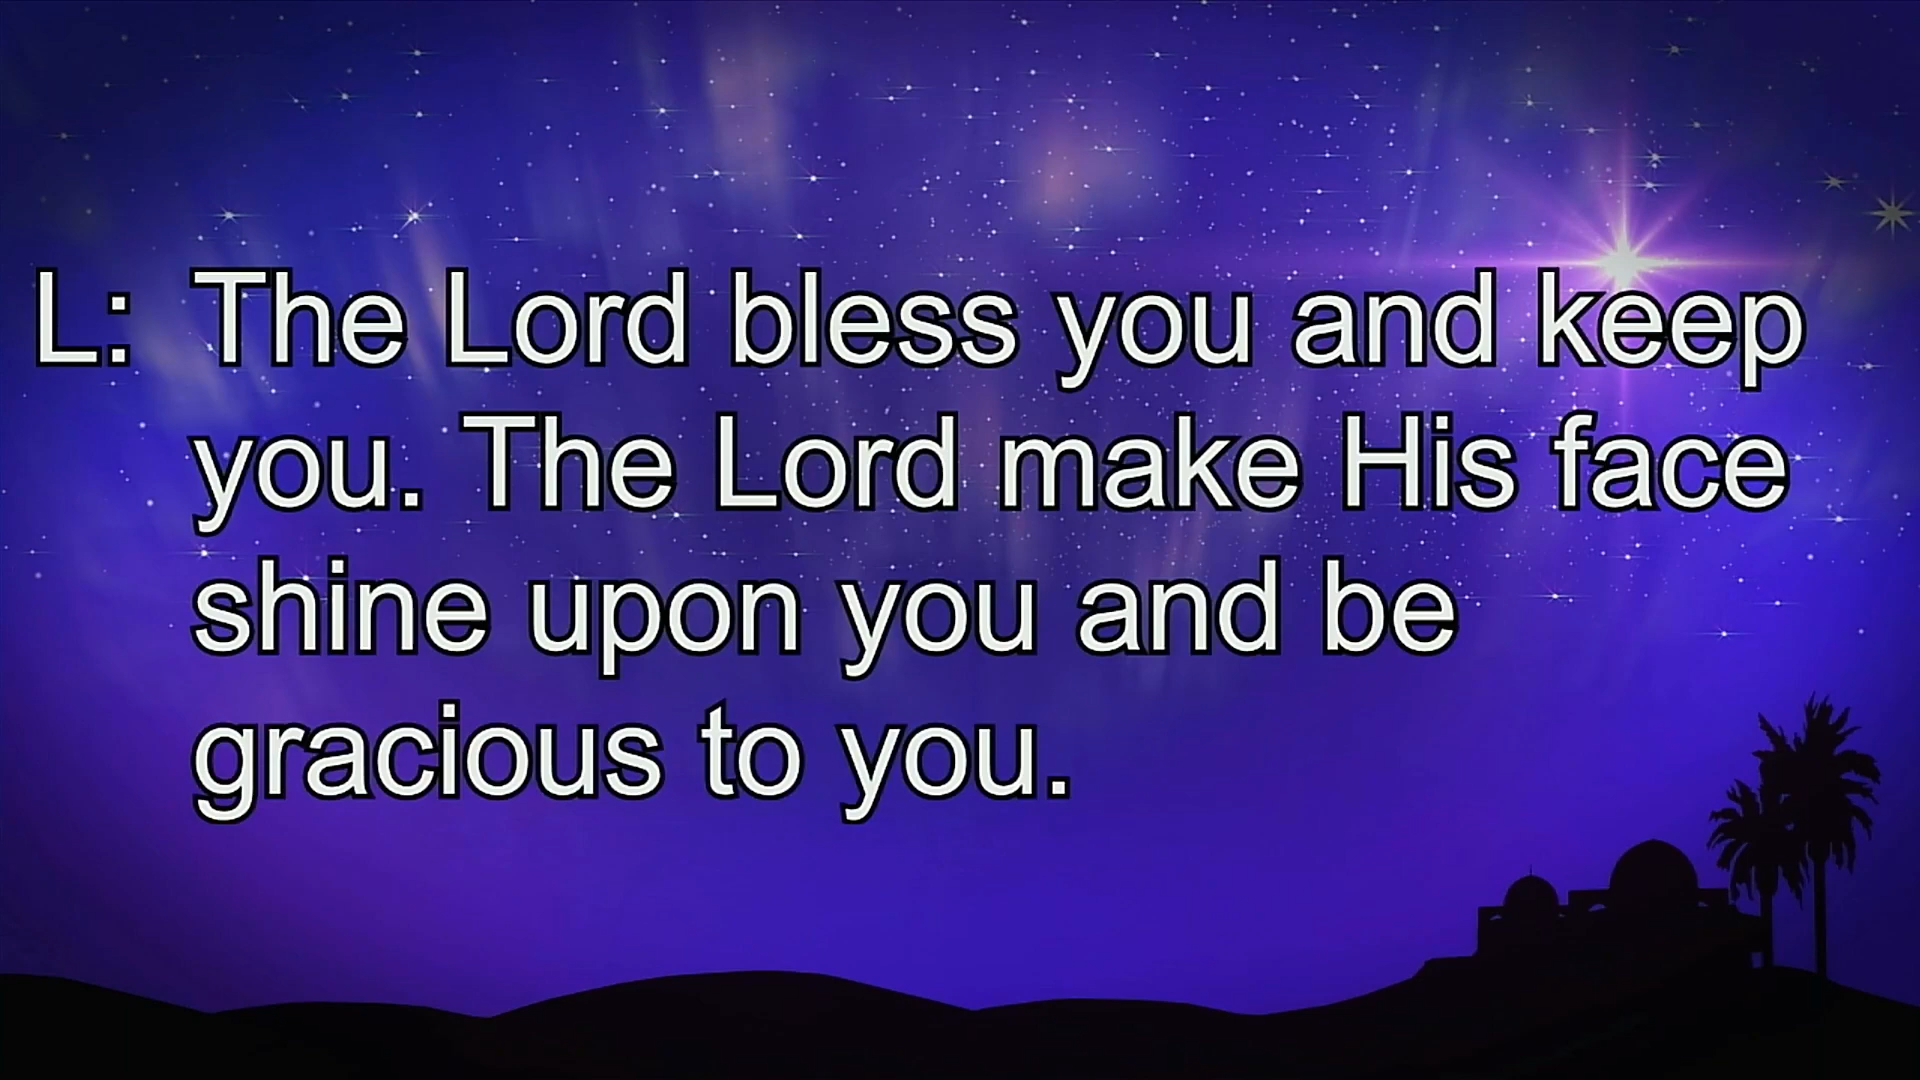 L: The Lord bless you and keep
you. The Lord make His face
shine upon you and be
gracious to you.